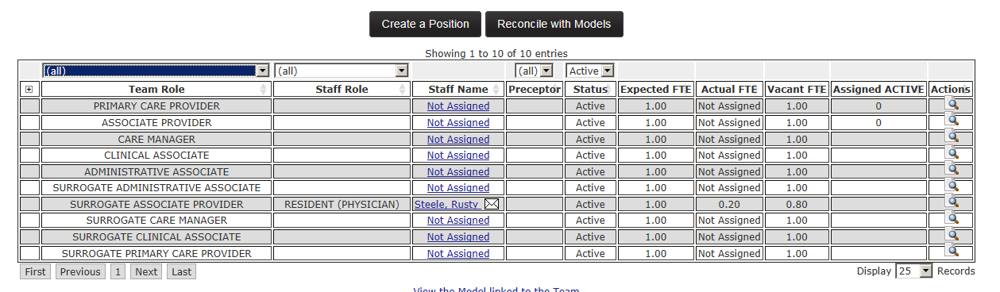 Create a Position Reconcile with Models
Showing 1 to 10 of 10 entries
(all) (all) (all) Active
Team Role Staff Role Staff Name Preceptor Status Expected FTE Actual FTE Vacant FTE Assigned ACTIVE Actions
PRIMARY CARE PROVIDER Not Assigned Active 1.00 Not Assigned 1.00 0
ASSOCIATE PROVIDER Not Assigned Active 1.00 Not Assigned 1.00 0
CARE MANAGER Not Assigned Active 1.00 Not Assigned 1.00
CLINICAL ASSOCIATE Not Assigned Active 1.00 Not Assigned 1.00
ADMINISTRATIVE ASSOCIATE Not Assigned Active 1.00 Not Assigned 1.00
SURROGATE ADMINISTRATIVE ASSOCIATE Not Assigned Active 1.00 Not Assigned 1.00
SURROGATE ASSOCIATE PROVIDER RESIDENT (PHYSICIAN) Steele, Rusty Active 1.00 0.20 0.80
SURROGATE CARE MANAGER Not Assigned Active 1.00 Not Assigned 1.00
SURROGATE CLINICAL ASSOCIATE Not Assigned Active 1.00 Not Assigned 1.00
SURROGATE PRIMARY CARE PROVIDER Not Assigned Active 1.00 Not Assigned 1.00
First Previous 1 Next Last Display 25 Records
View the Model linked to the Team